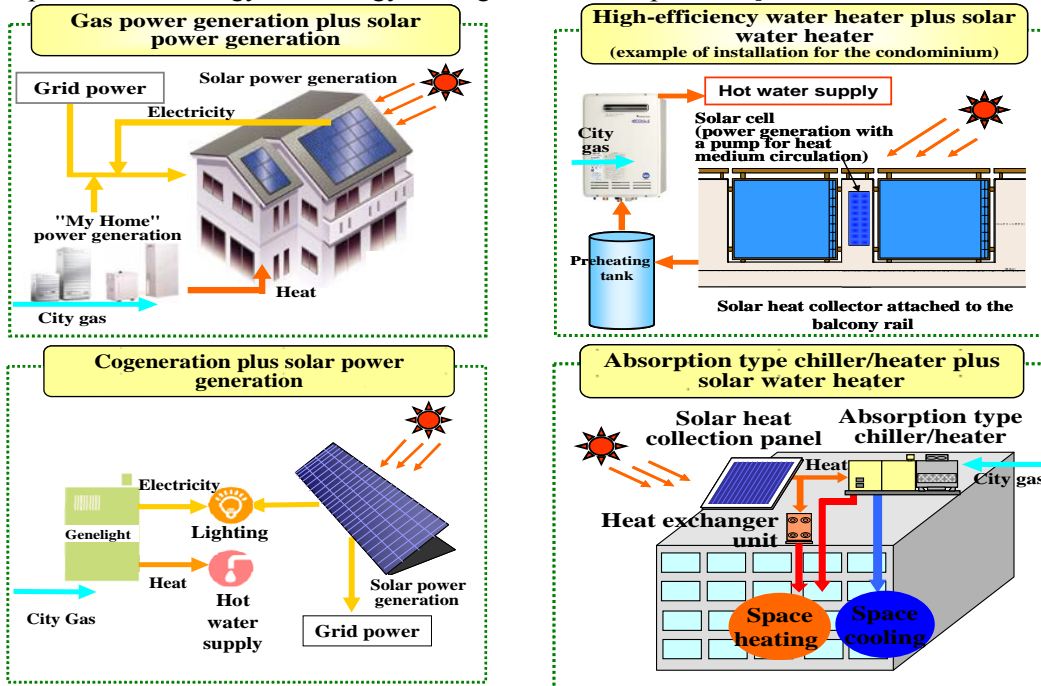 Gas power generation plus solar
power generation
Grid power
Solar power generation
Electricity
"My Home"
power generation
Heat
City gas
High-efficiency water heater plus solar
water heater
(example of installation for the condominium)
Hot water supply
City
gas
Solar cell
(power generation with
a pump for heat
medium circulation)
Preheating
tank
Solar heat collector attached to the
balcony rail
Cogeneration plus solar power
generation
Electricity
Genelight
Lighting
Heat
City Gas
Hot
water
supply
Solar power
generation
Grid power
Absorption type chiller/heater plus
solar water heater
Solar heat
collection panel
Absorption type
chiller/heater
Heat
City gas
Heat exchanger
unit
Space
heating
Space
cooling